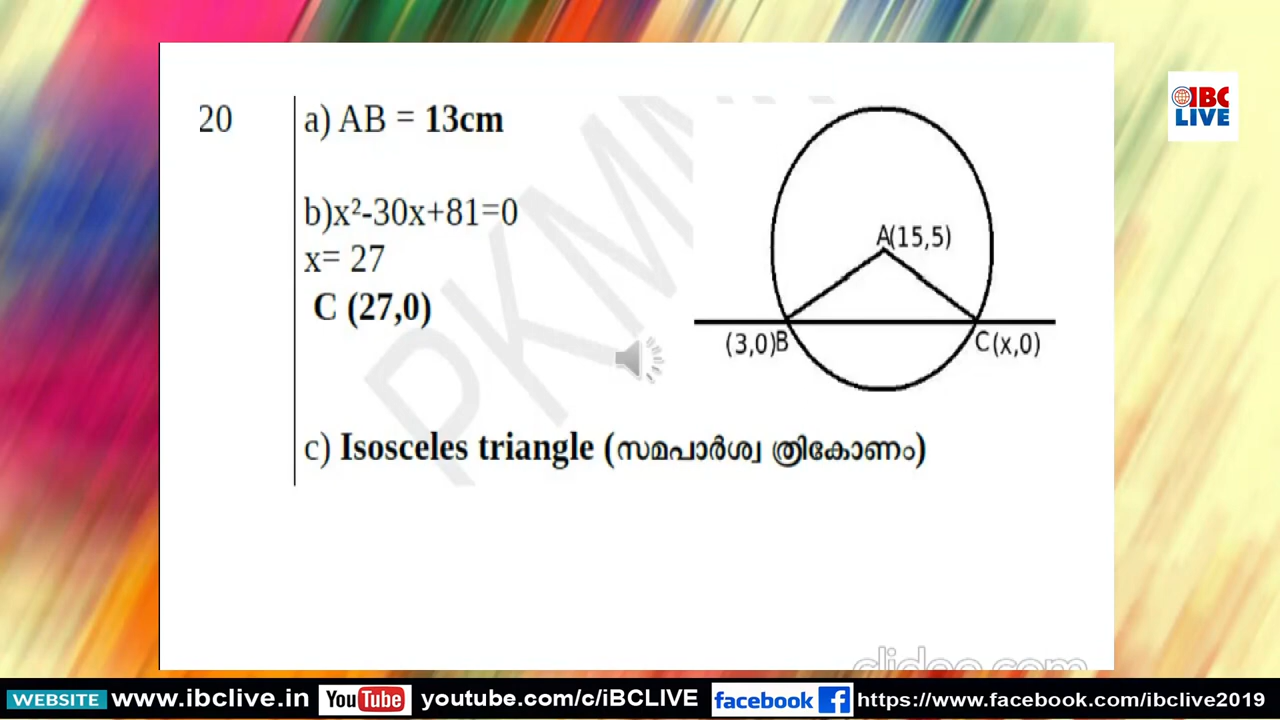 IBC
LIVE
20
a) AB = 13cm
b)x²-30x+81=0
x= 27
C (27,0)
A(15,5)
(3,0)B
C(x,0)
c) Isosceles triangle (സമപാർശ്വ ത്രികോണം)
WEBSITE www.ibclive.in YouTube youtube.com/c/iBCLIVE facebook f https://www.facebook.com/ibclive2019